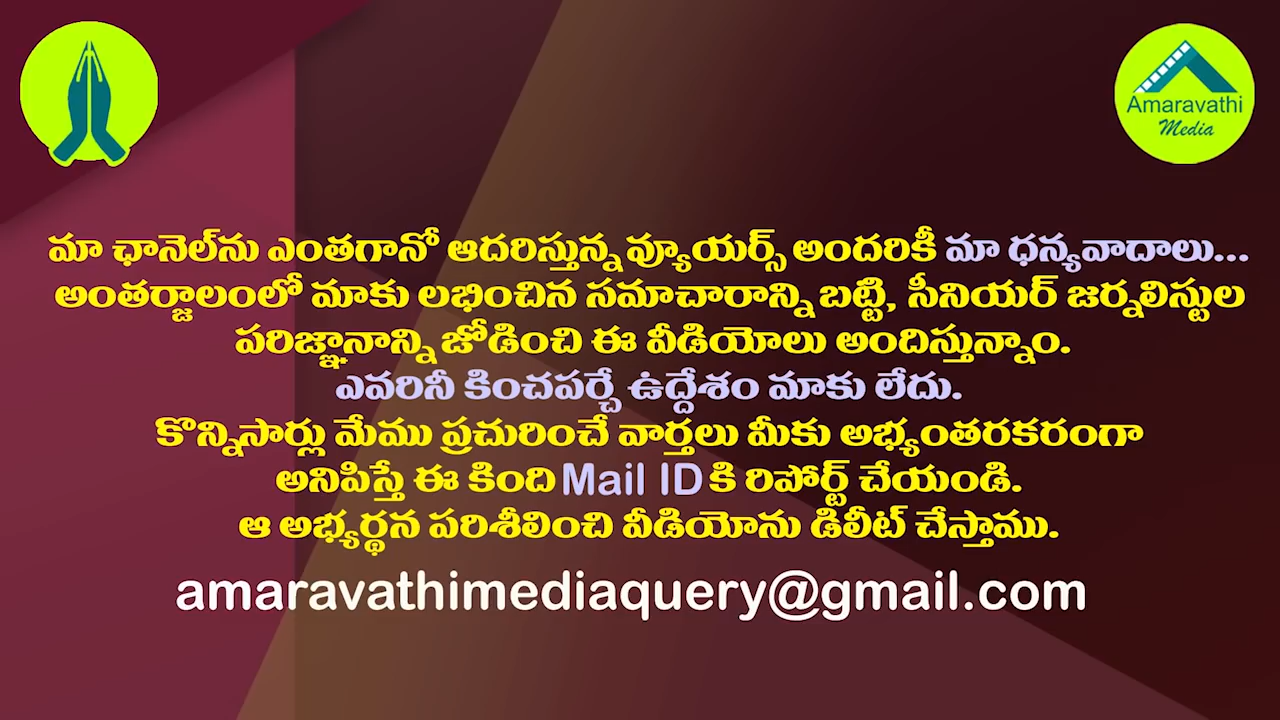 Amaravathi
Media
మా ఛానెల్‌ను ఎంతగానో ఆదరిస్తున్న వ్యూయర్స్ అందరికీ మా ధన్యవాదాలు...
అంతర్జాలంలో మాకు లభించిన సమాచారాన్ని బట్టి, సీనియర్ జర్నలిస్టుల
పరిజ్ఞానాన్ని జోడించి ఈ వీడియోలు అందిస్తున్నాం.
ఎవరినీ కించపర్చే ఉద్దేశం మాకు లేదు.
కొన్నిసార్లు మేము ప్రచురించే వార్తలు మీకు అభ్యంతరకరంగా
అనిపిస్తే ఈ కింది Mail ID కి రిపోర్ట్ చేయండి.
ఆ అభ్యర్థన పరిశీలించి వీడియోను డిలీట్ చేస్తాము.
amaravathimediaquery@gmail.com